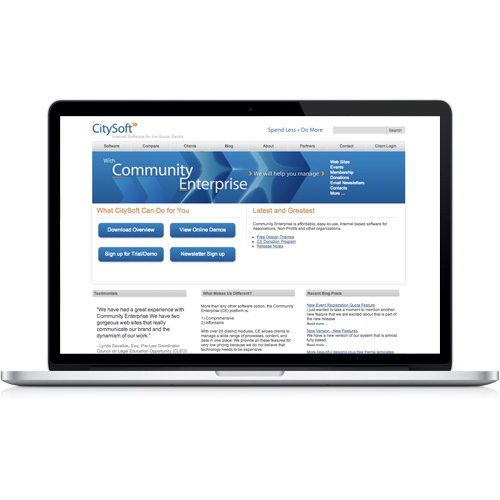 CitySoft
Internet Software for the Social Sector
Spend Less • Do More
Search
Software Company Clients Blog About Partners Contact Client Login
With
Community
Enterprise
We will help you manage
Web Sites
Events
Membership
Donations
Email Newsletters
Contacts
More ...
What CitySoft Can Do for You
Download Overview
View Online Demos
Sign up for Trial/Demo
Newsletter Sign up
Latest and Greatest
Community Enterprise is affordable, easy-to-use, internet based software for
Associations, Non-Profits and other organizations.
Free Design Themes
CE Donation Program
Release Notes
Testimonials
"We have had a great experience with
Community Enterprise We have two
gorgeous web sites that really
communicate our brand and the
dynamism of our work."
- Lynda Cevallos, Esq., Pre-Law Coordinator
Council on Legal Education Opportunity (CLEO)
What Makes Us Different?
More than any other software option, the Community
Enterprise (CE) platform is:
1) Comprehensive
2) Affordable
With over 20 distinct modules, CE allows clients to
manage a wide range of processes, content, and
data in one place. We provide all these features for
very low pricing because we do not believe that
technology needs to be expensive.
Recent Blog Posts
New Event Registration Quota Feature
I just wanted to take a moment to mention another
new feature that we are excited about that is part of
the new release
Read more ...
New Version - New Features
We have a new version of our system that is almost
fully baked.
Read more ...
More beautiful designs plus free theme templates